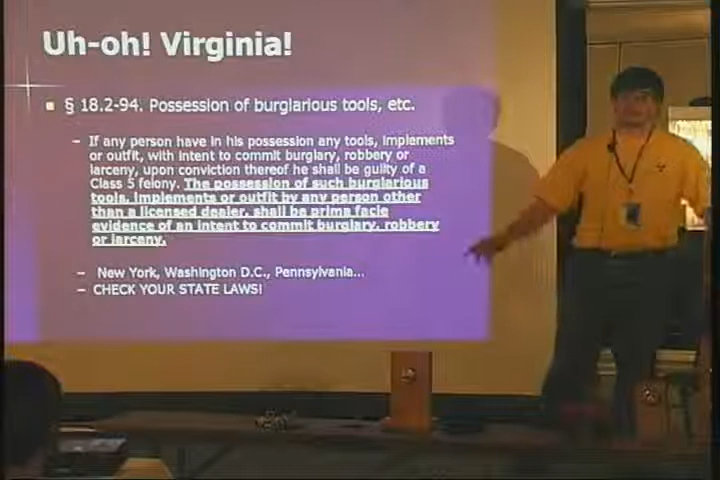 Uh-oh! Virginia!
§ 18.2-94. Possession of burglarious tools, etc.
– If any person have in his possession any tools, implements
or outfit, with intent to commit burglary, robbery or
larceny, upon conviction thereof he shall be guilty of a
Class 5 felony. The possession of such burglarious
tools, implements or outfit by any person other
than a licensed dealer, shall be prima facie
evidence of an intent to commit burglary, robbery
or larceny.
– New York, Washington D.C., Pennsylvania...
– CHECK YOUR STATE LAWS!